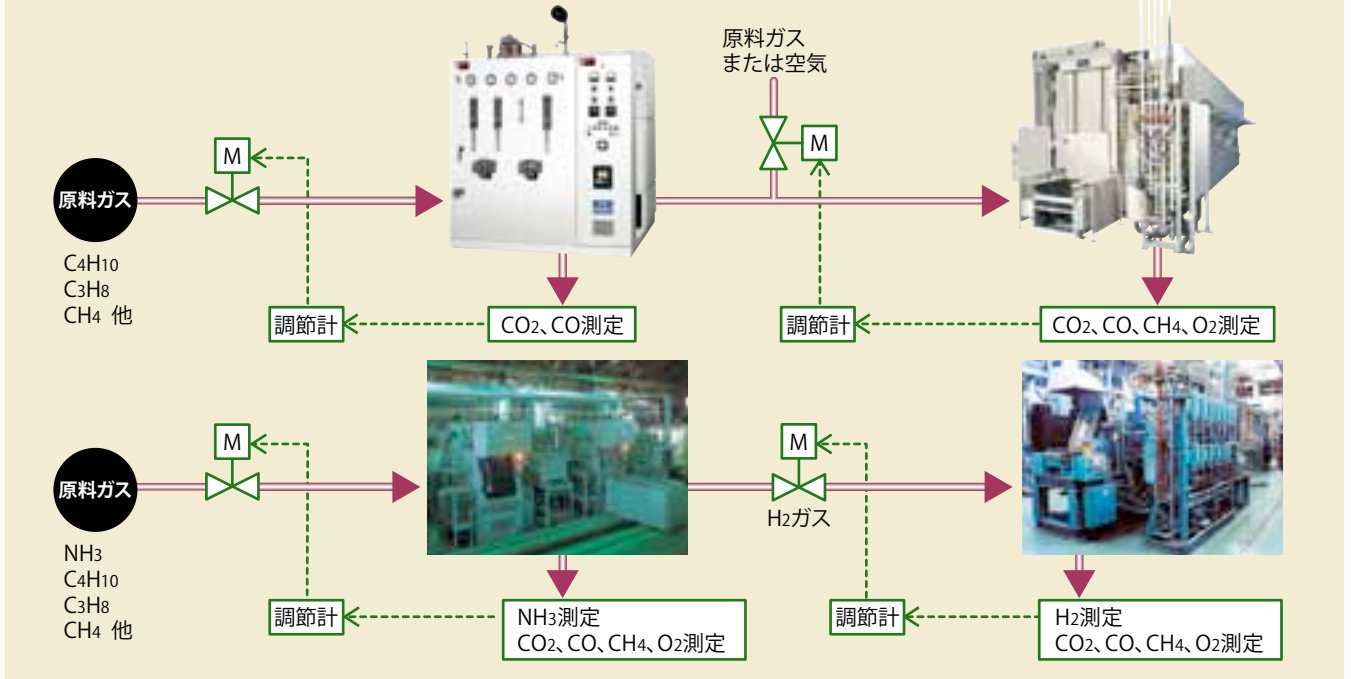 原料ガス
または空気
M
M
原料ガス
C4H10
C3H8
CH4 他
調節計
CO2、CO測定
調節計
CO2、CO、CH4、O2測定
M
M
原料ガス
H2ガス
NH3
C4H10
C3H8
CH4 他
調節計
NH3測定
CO2、CO、CH4、O2測定
調節計
H2測定
CO2、CO、CH4、O2測定